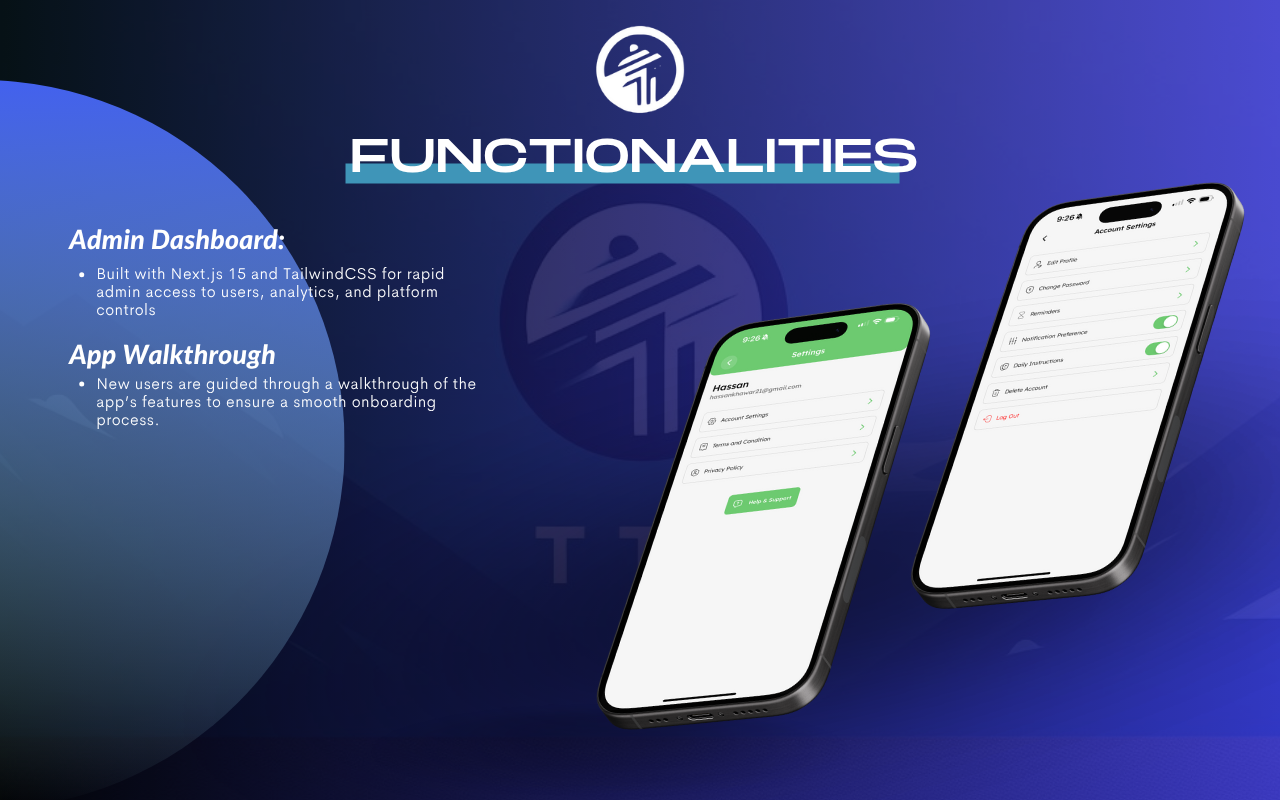 FUNCTIONALITIES
Admin Dashboard:
• Built with Next.js 15 and TailwindCSS for rapid
admin access to users, analytics, and platform
controls
App Walkthrough
• New users are guided through a walkthrough of the
app's features to ensure a smooth onboarding
process.
T T
9:26
Settings
Hassan
hassankhawar21@gmail.com
Account Settings
Terms and Condition
Privacy Policy
Help & Support
9:26
Account Settings
Edit Profile
Change Password
Reminders
Notification Preference
Daily Instructions
Delete Account
Log Out